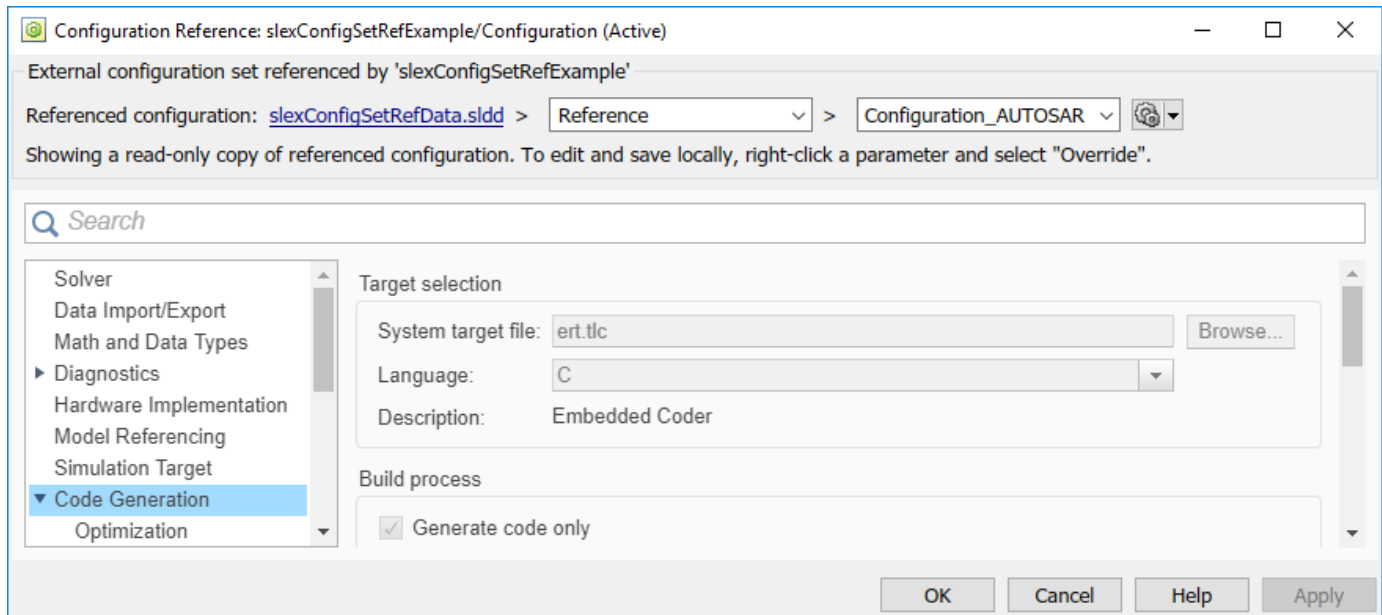 Configuration Reference: slexConfigSetRefExample/Configuration (Active)
External configuration set referenced by 'slexConfigSetRefExample'
Referenced configuration: slexConfigSetRefData.sldd > Reference > Configuration_AUTOSAR
Showing a read-only copy of referenced configuration. To edit and save locally, right-click a parameter and select "Override".
Search
Solver
Data Import/Export
Math and Data Types
Diagnostics
Hardware Implementation
Model Referencing
Simulation Target
Code Generation
Optimization
Target selection
System target file: ert.tlc Browse...
Language: C
Description: Embedded Coder
Build process
Generate code only
OK Cancel Help Apply